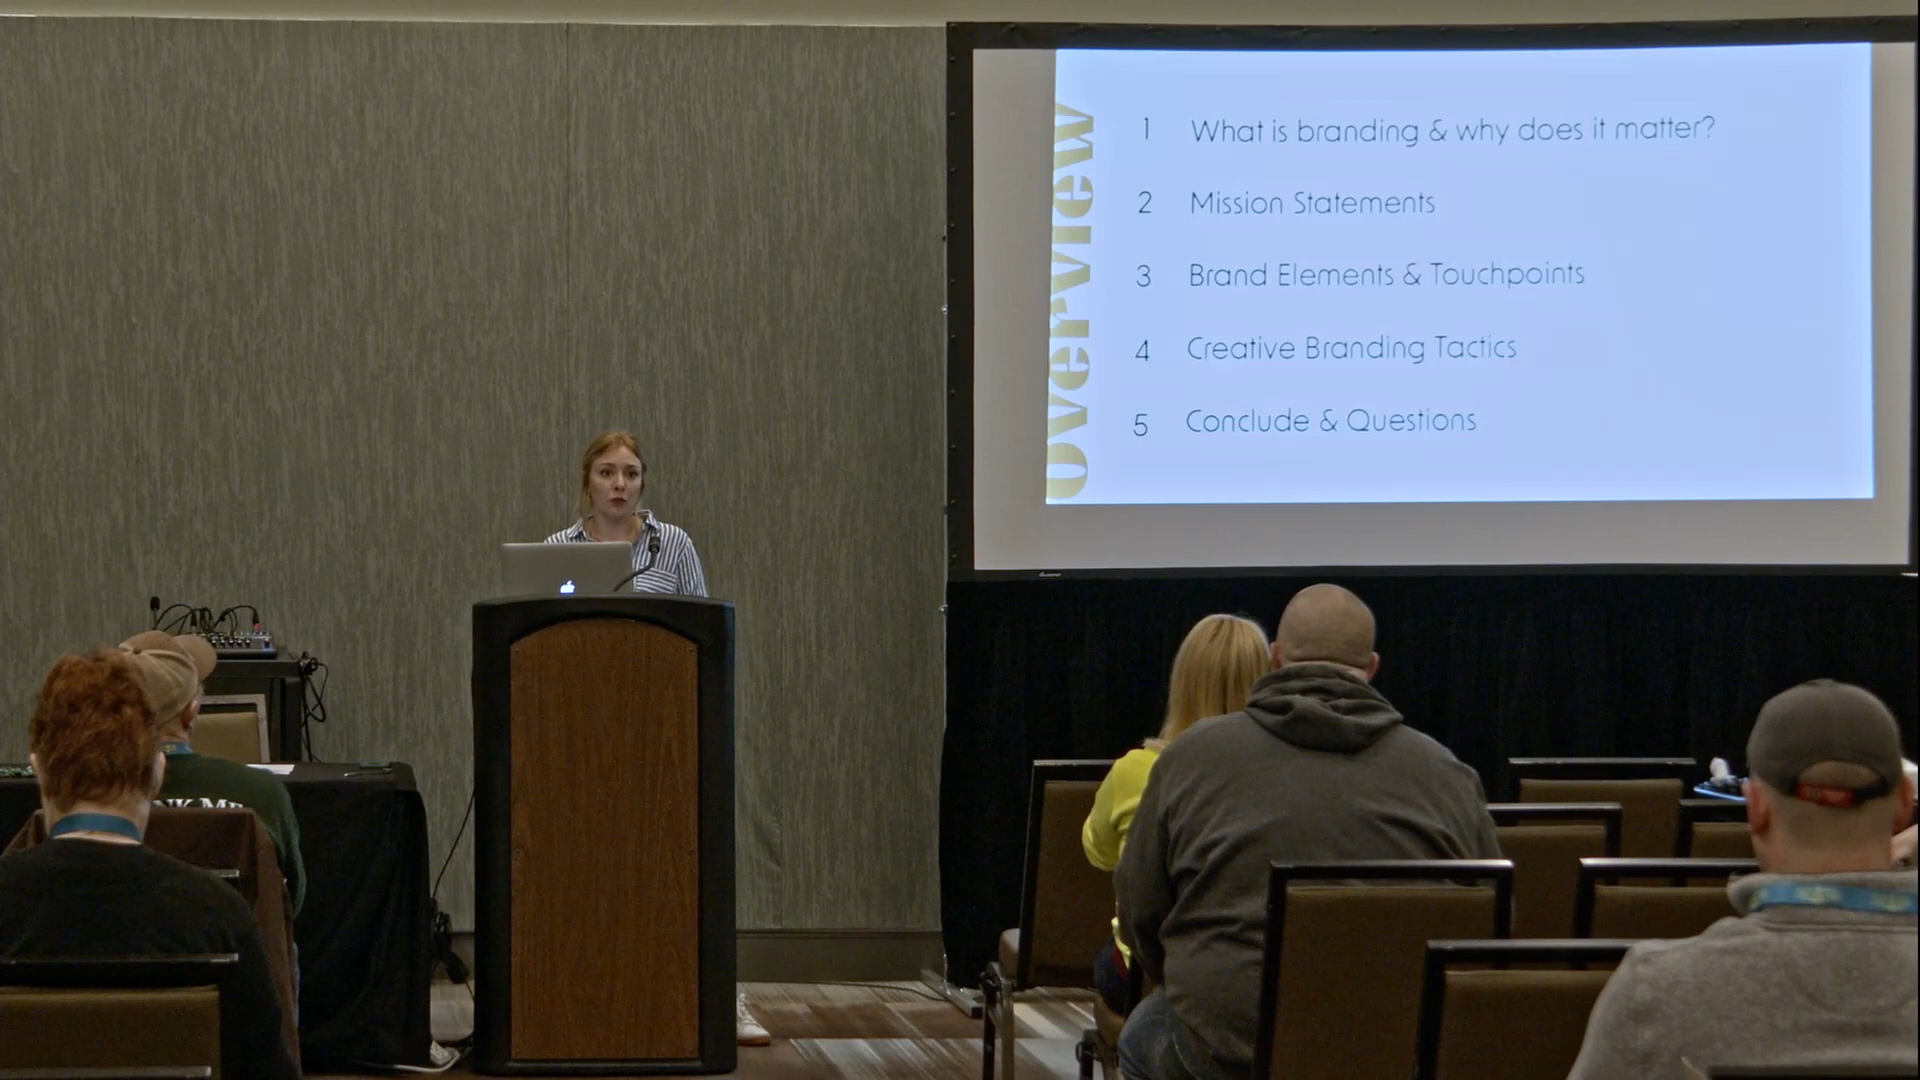 overview
1 What is branding & why does it matter?
2 Mission Statements
3 Brand Elements & Touchpoints
4 Creative Branding Tactics
5 Conclude & Questions